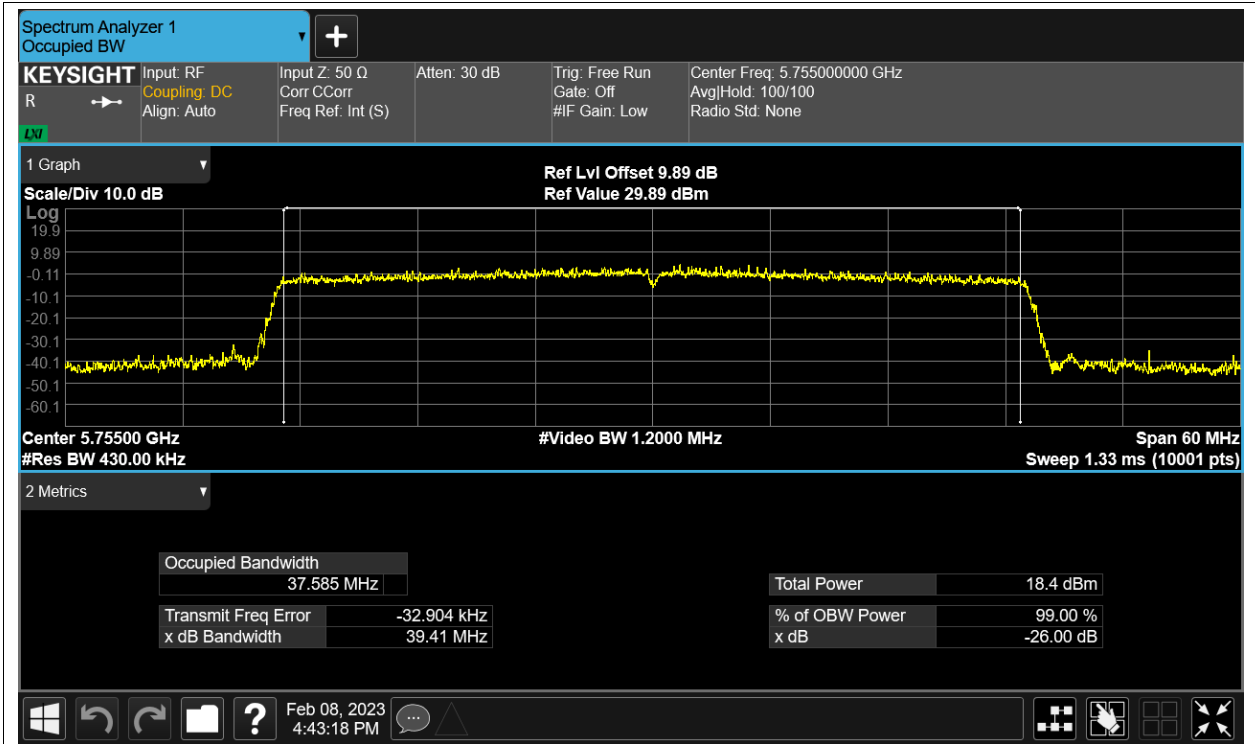 Spectrum Analyzer 1
Occupied BW
KEYSIGHT
R
LXI
Input: RF
Coupling: DC
Align: Auto
Input Z: 50 Ω
Corr CCorr
Freq Ref: Int (S)
Atten: 30 dB
Trig: Free Run
Gate: Off
#IF Gain: Low
Center Freq: 5.755000000 GHz
Avg|Hold: 100/100
Radio Std: None
1 Graph
Scale/Div 10.0 dB
Ref Lvl Offset 9.89 dB
Ref Value 29.89 dBm
Log
19.9
9.89
-0.11
-10.1
-20.1
-30.1
-40.1
-50.1
-60.1
Center 5.75500 GHz
#Video BW 1.2000 MHz
Span 60 MHz
#Res BW 430.00 kHz
Sweep 1.33 ms (10001 pts)
2 Metrics
Occupied Bandwidth
37.585 MHz
Total Power 18.4 dBm
Transmit Freq Error -32.904 kHz
% of OBW Power 99.00 %
x dB Bandwidth 39.41 MHz
x dB -26.00 dB
?
Feb 08, 2023
4:43:18 PM